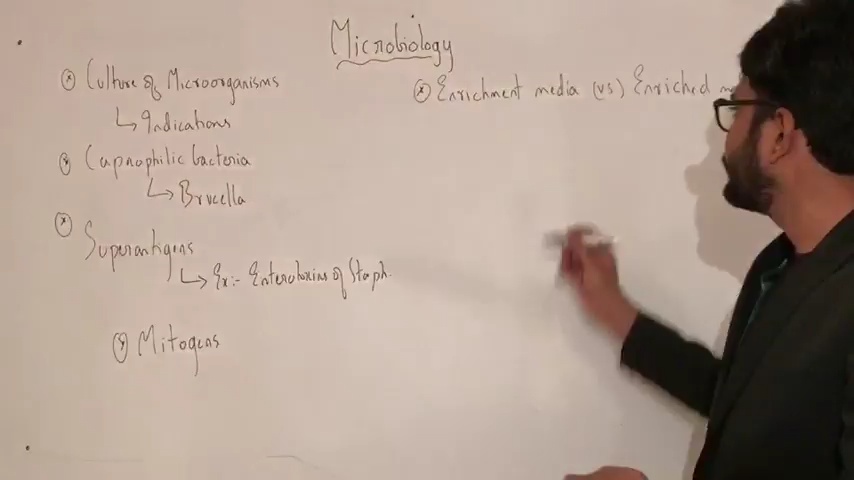 Microbiology
Culture of Microorganisms
Indications
Capnophilic bacteria
Brucella
Superantigens
Ex:- Enterotoxins of Staph.
Mitogens
Enrichment media (vs) Enriched